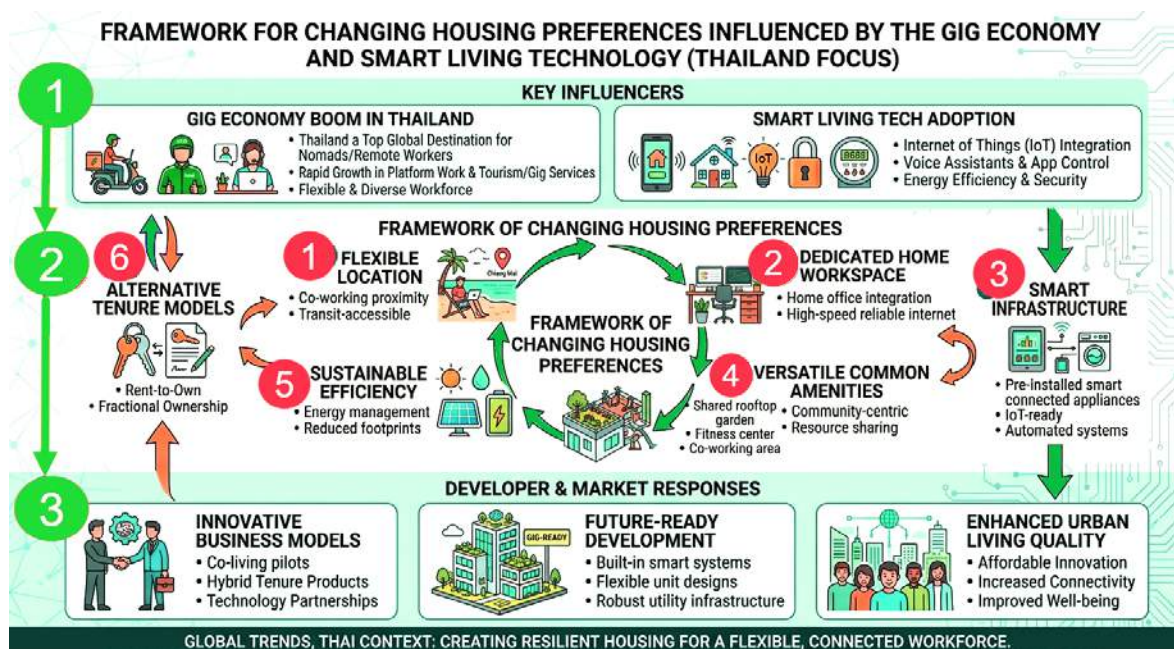 FRAMEWORK FOR CHANGING HOUSING PREFERENCES INFLUENCED BY THE GIG ECONOMY
AND SMART LIVING TECHNOLOGY (THAILAND FOCUS)
1
KEY INFLUENCERS
GIG ECONOMY BOOM IN THAILAND
• Thailand a Top Global Destination for
Nomads/Remote Workers
• Rapid Growth in Platform Work & Tourism/Gig Services
• Flexible & Diverse Workforce
SMART LIVING TECH ADOPTION
IoT
• Internet of Things (IoT) Integration
• Voice Assistants & App Control
• Energy Efficiency & Security
2
FRAMEWORK OF CHANGING HOUSING PREFERENCES
6
ALTERNATIVE
TENURE MODELS
• Rent-to-Own
• Fractional Ownership
1
FLEXIBLE
LOCATION
• Co-working proximity
• Transit-accessible
Chiang Mai
2
DEDICATED HOME
WORKSPACE
• Home office integration
• High-speed reliable internet
3
SMART
INFRASTRUCTURE
• Pre-installed smart
connected appliances
• IoT-ready
• Automated systems
FRAMEWORK OF
CHANGING HOUSING
PREFERENCES
5
SUSTAINABLE
EFFICIENCY
• Energy management
• Reduced footprints
4
VERSATILE COMMON
AMENITIES
• Shared rooftop
garden
• Fitness center
• Co-working area
• Community-centric
• Resource sharing
3
DEVELOPER & MARKET RESPONSES
INNOVATIVE
BUSINESS MODELS
• Co-living pilots
• Hybrid Tenure Products
• Technology Partnerships
GIG-READY
FUTURE-READY
DEVELOPMENT
• Built-in smart systems
• Flexible unit designs
• Robust utility infrastructure
ENHANCED URBAN
LIVING QUALITY
• Affordable Innovation
• Increased Connectivity
• Improved Well-being
GLOBAL TRENDS, THAI CONTEXT: CREATING RESILIENT HOUSING FOR A FLEXIBLE, CONNECTED WORKFORCE.